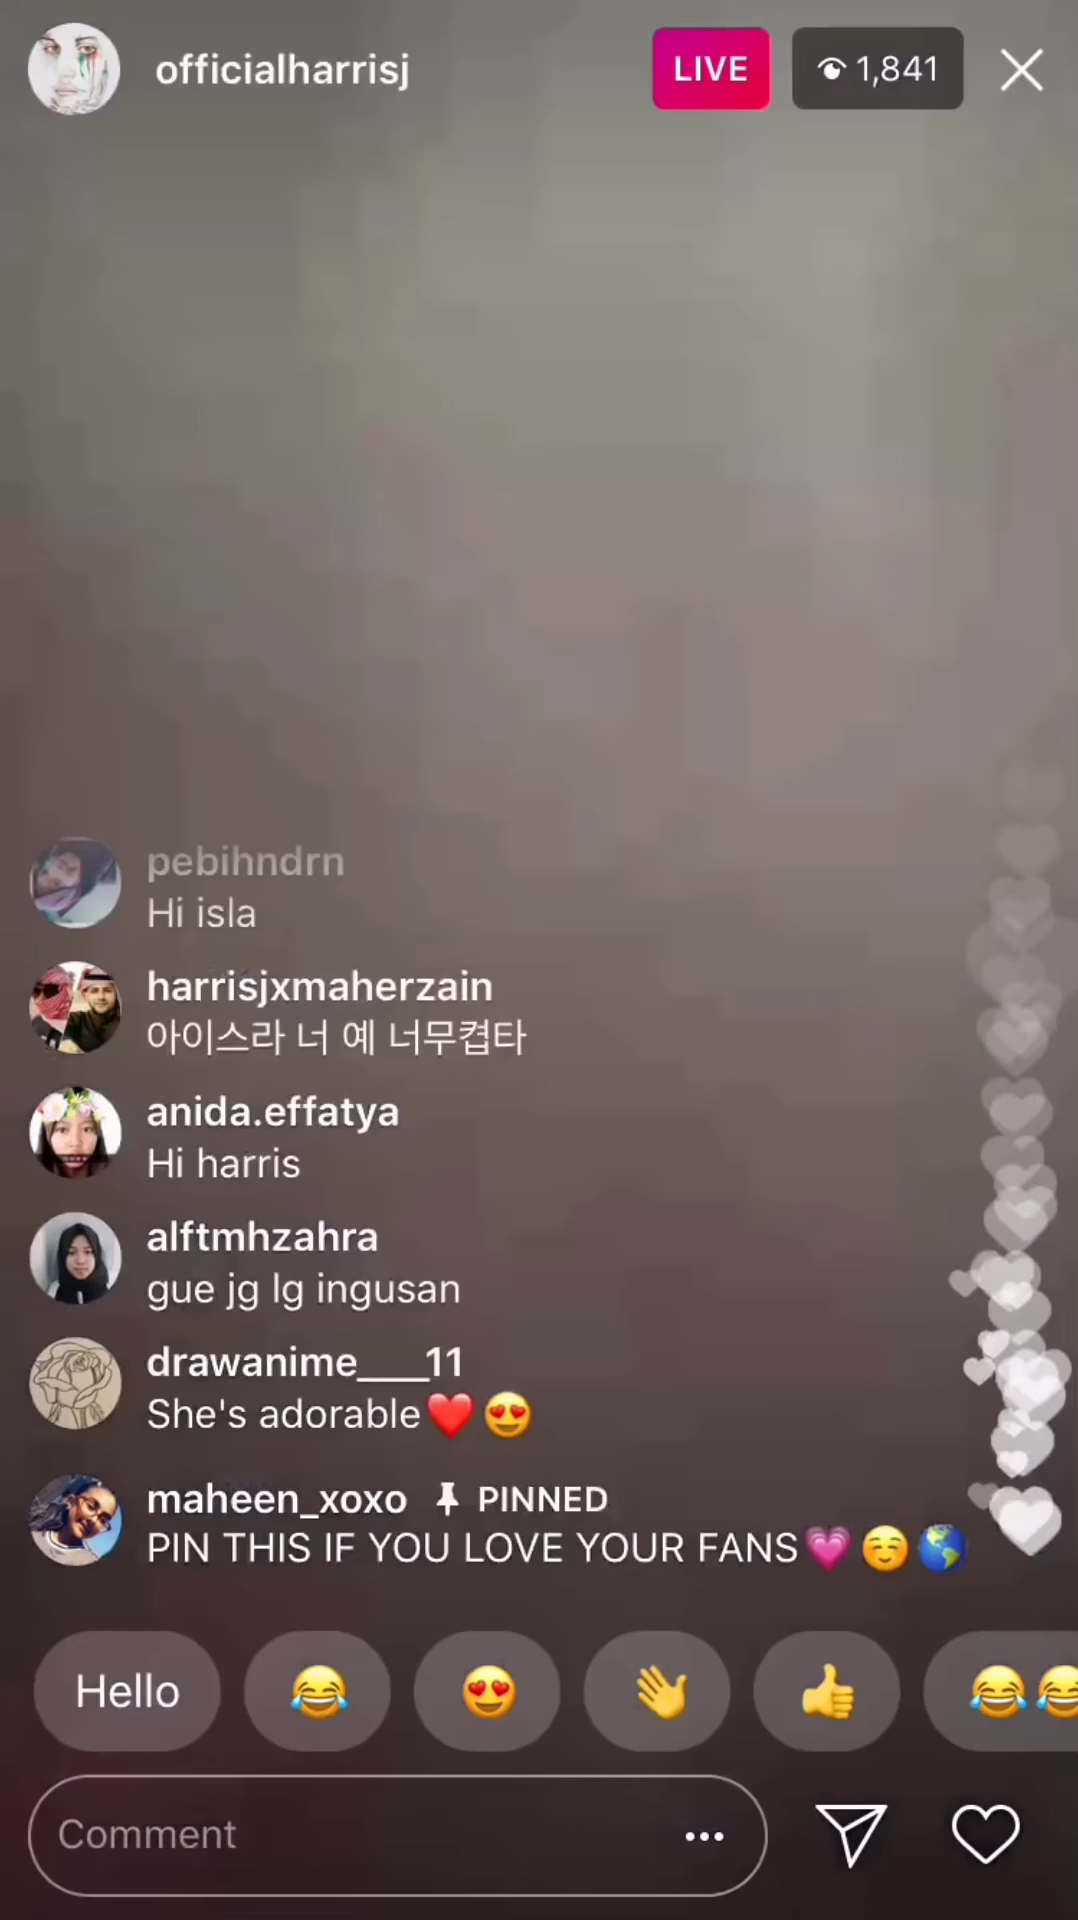 officialharrisj
LIVE
1,841
pebihndrn
Hi isla
harrisjxmaherzain
아이스라 너 예 너무켭타
anida.effatya
Hi harris
alftmhzahra
gue jg lg ingusan
drawanime____11
She's adorable❤️😍
maheen_xoxo 📌 PINNED
PIN THIS IF YOU LOVE YOUR FANS💗☺️🌎
Hello 😂 😍 👋 👍 😂😂
Comment